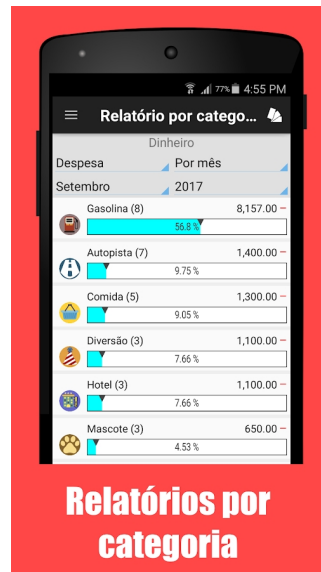 77% 4:55 PM
Relatório por catego...
Dinheiro
Despesa Por mês
Setembro 2017
Gasolina (8) 8,157.00 −
56.8 %
Autopista (7) 1,400.00 −
9.75 %
Comida (5) 1,300.00 −
9.05 %
Diversão (3) 1,100.00 −
7.66 %
Hotel (3) 1,100.00 −
7.66 %
Mascote (3) 650.00 −
4.53 %
Relatórios por
categoria